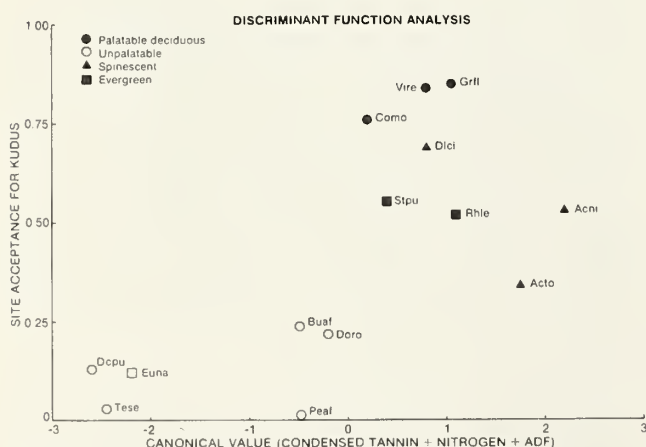 DISCRIMINANT FUNCTION ANALYSIS
1 00
Palatable deciduous
Unpalatable
Spinescent
Evergreen
Vire
Grfl
Como
0 75
Dici
SITE ACCEPTANCE FOR KUDUS
Stpu
Rhle
Acni
0 50
Acto
0 25
Buaf
Doro
Dcpu
Euna
Tese
Peaf
0
-3 -2 -1 0 1 2 3
CANONICAL VALUE (CONDENSED TANNIN + NITROGEN + ADF)